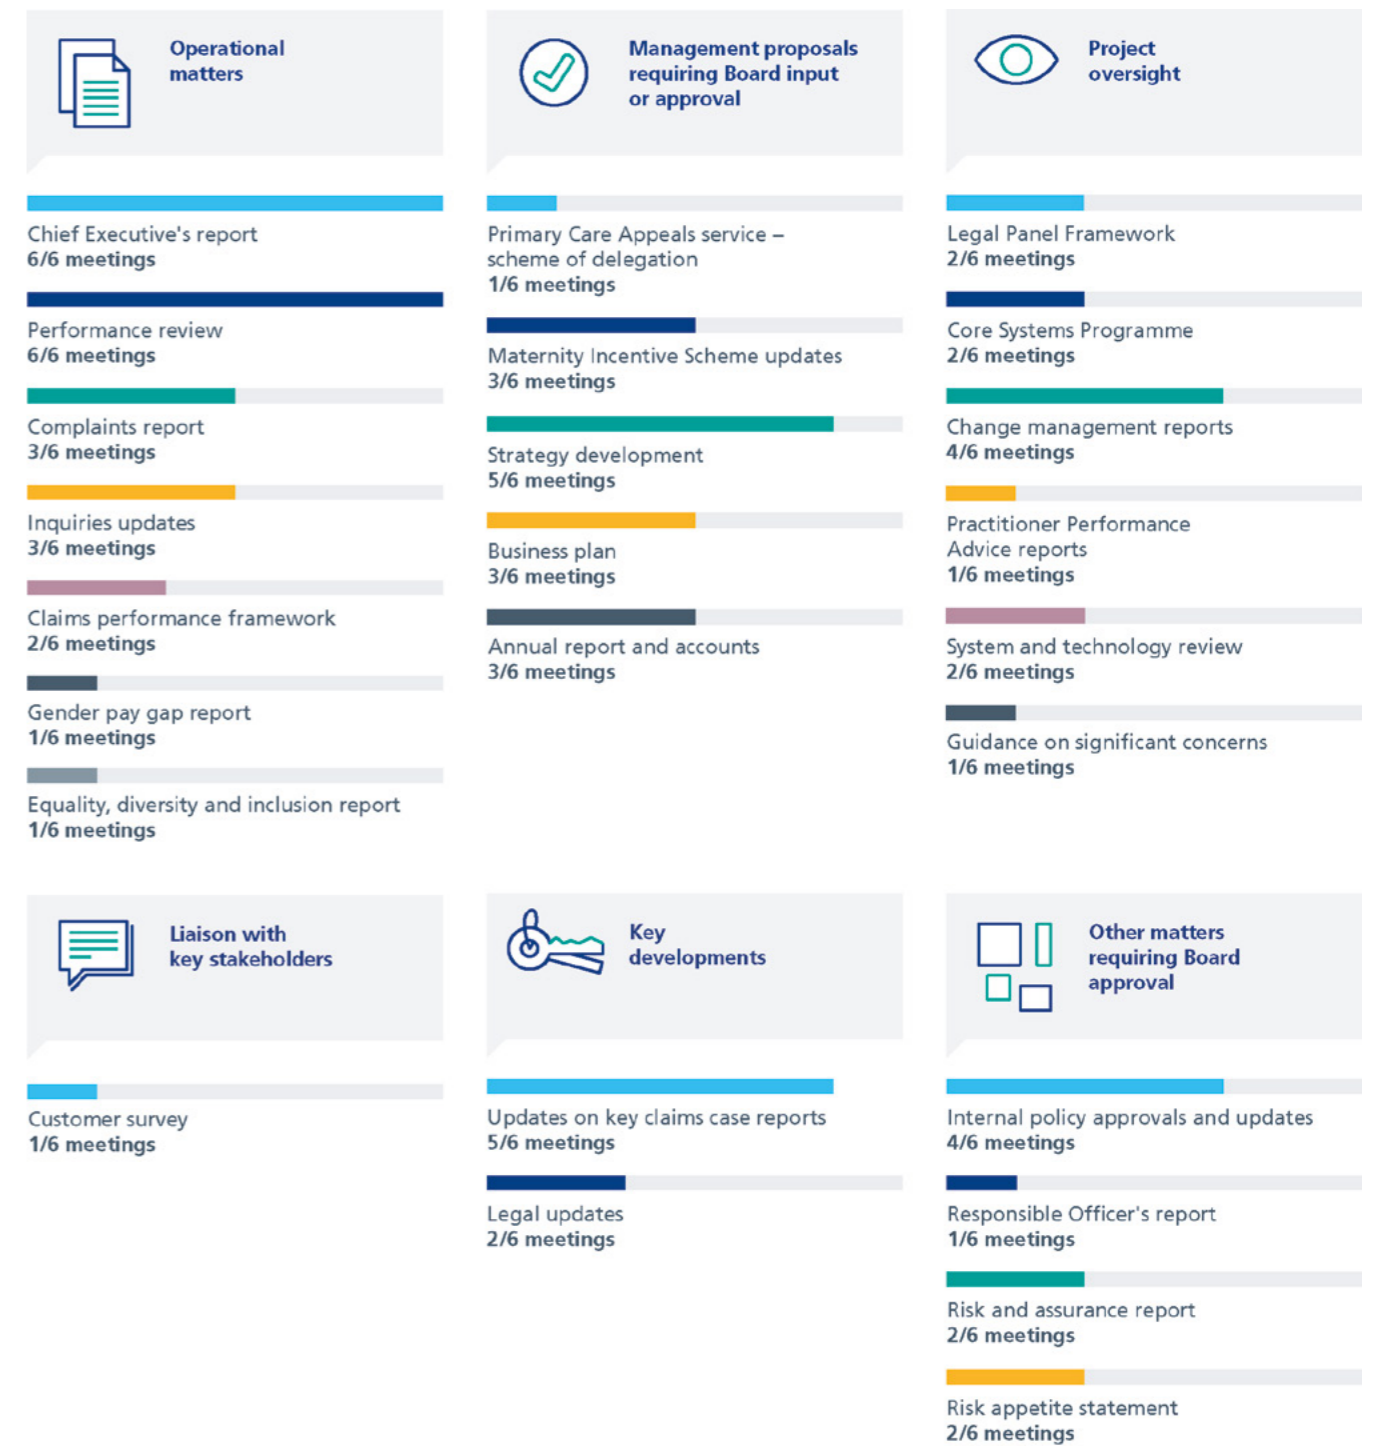 Operational
matters
Chief Executive's report
6/6 meetings
Performance review
6/6 meetings
Complaints report
3/6 meetings
Inquiries updates
3/6 meetings
Claims performance framework
2/6 meetings
Gender pay gap report
1/6 meetings
Equality, diversity and inclusion report
1/6 meetings
Management proposals
requiring Board input
or approval
Primary Care Appeals service –
scheme of delegation
1/6 meetings
Maternity Incentive Scheme updates
3/6 meetings
Strategy development
5/6 meetings
Business plan
3/6 meetings
Annual report and accounts
3/6 meetings
Project
oversight
Legal Panel Framework
2/6 meetings
Core Systems Programme
2/6 meetings
Change management reports
4/6 meetings
Practitioner Performance
Advice reports
1/6 meetings
System and technology review
2/6 meetings
Guidance on significant concerns
1/6 meetings
Liaison with
key stakeholders
Customer survey
1/6 meetings
Key
developments
Updates on key claims case reports
5/6 meetings
Legal updates
2/6 meetings
Other matters
requiring Board
approval
Internal policy approvals and updates
4/6 meetings
Responsible Officer's report
1/6 meetings
Risk and assurance report
2/6 meetings
Risk appetite statement
2/6 meetings